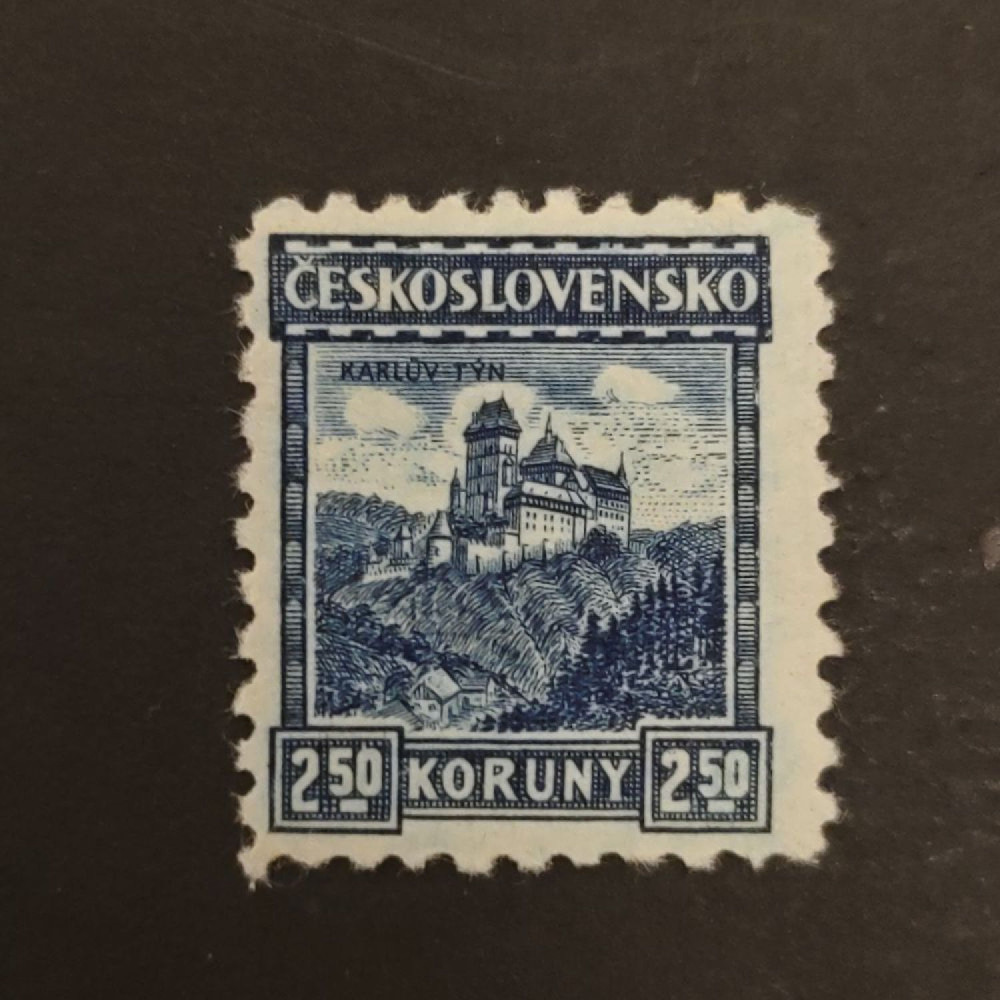 ČESKOSLOVENSKO
KARLŮV TÝN
2 50 KORUNY 2 50